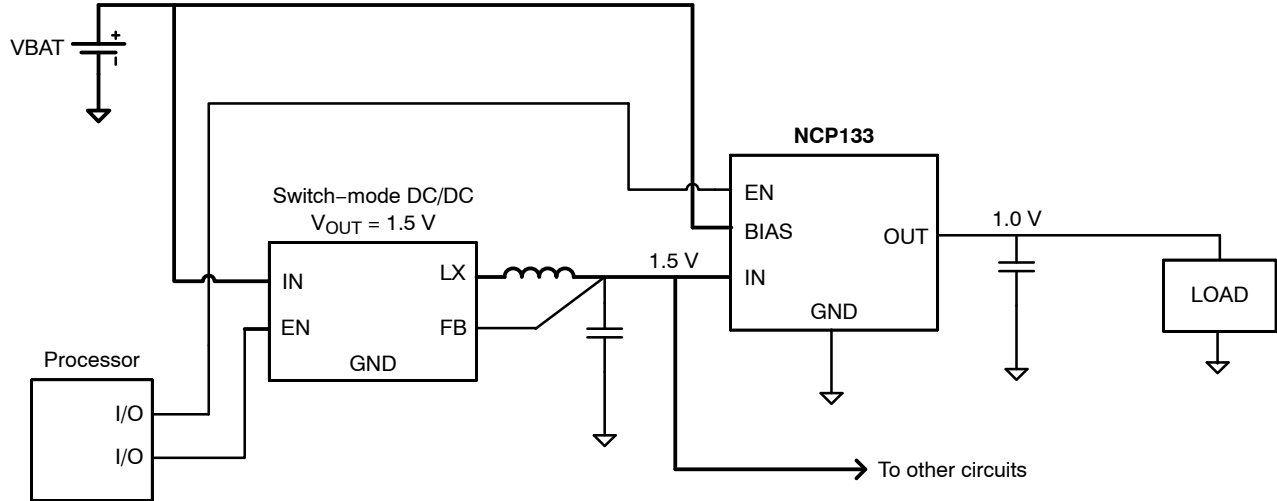 VBAT
+
NCP133
Switch−mode DC/DC
VOUT = 1.5 V
EN
BIAS
IN
GND
OUT
1.0 V
LOAD
1.5 V
IN
EN
LX
FB
GND
Processor
I/O
I/O
To other circuits